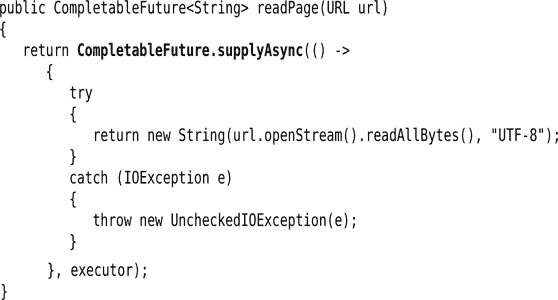 public CompletableFuture<String> readPage(URL url)
{
   return CompletableFuture.supplyAsync(() ->
      {
         try
         {
            return new String(url.openStream().readAllBytes(), "UTF-8");
         }
         catch (IOException e)
         {
            throw new UncheckedIOException(e);
         }
      }, executor);
}